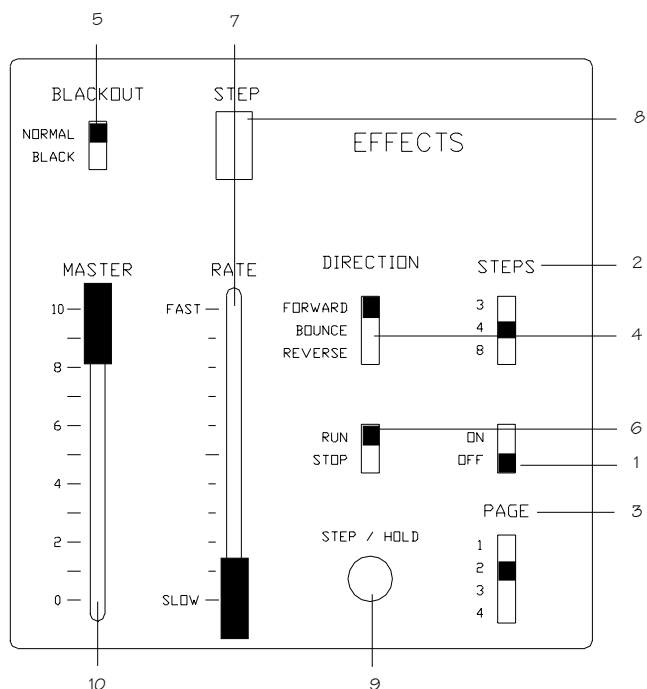 5 7
BLACKOUT STEP
8
NORMAL
BLACK
EFFECTS
MASTER RATE DIRECTION STEPS 2
10 FAST FORWARD 3
BOUNCE 4 4
REVERSE 8
8
6 RUN ON 6
STOP OFF 1
4
PAGE 3
2 STEP / HOLD 1
2
0 SLOW 3
4
10 9